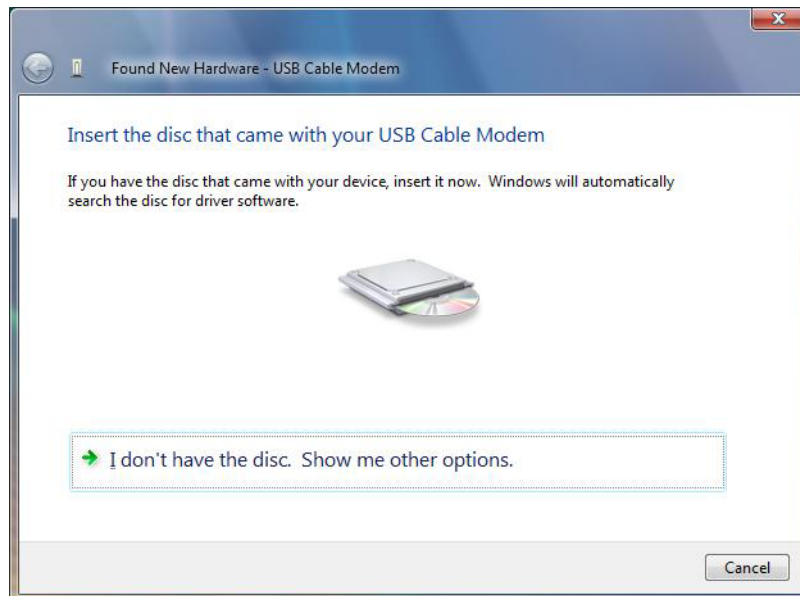 Found New Hardware - USB Cable Modem
Insert the disc that came with your USB Cable Modem
If you have the disc that came with your device, insert it now.  Windows will automatically
search the disc for driver software.
I don't have the disc.  Show me other options.
Cancel